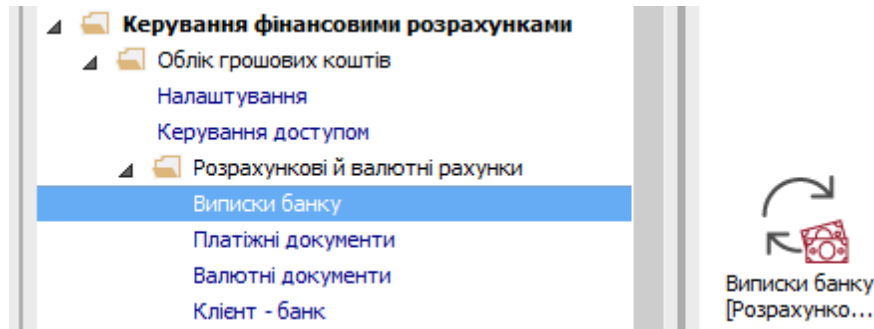 Керування фінансовими розрахунками
Облік грошових коштів
Налаштування
Керування доступом
Розрахункові й валютні рахунки
Виписки банку
Платіжні документи
Валютні документи
Клієнт - банк
Виписки банку
[Розрахунко...